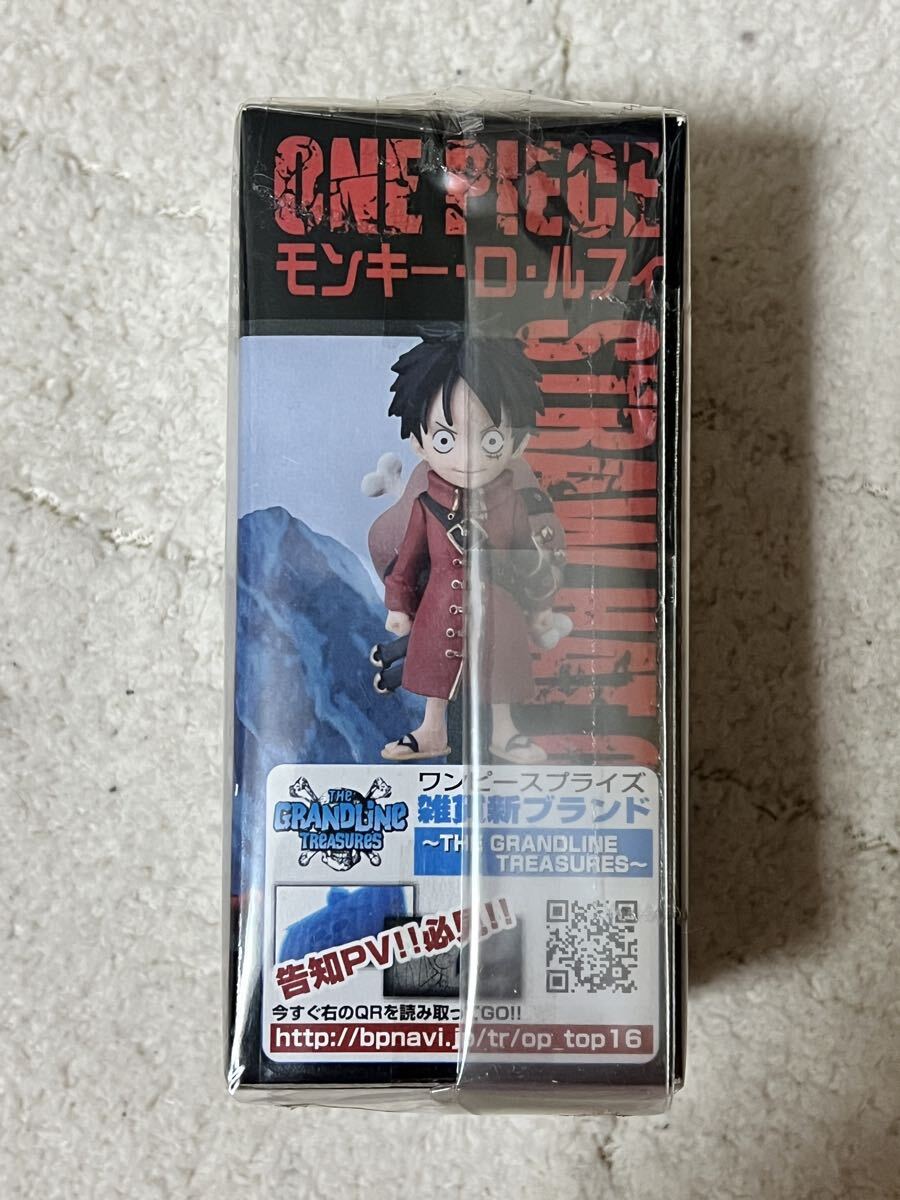 ONE PIECE
モンキー・D・ルフィ
THE
GRANDLINE
TREASURES
ワンピースプライズ
雑貨新ブランド
~THE GRANDLINE
TREASURES~
告知PV!!必見!!
今すぐ右のQRを読み取ってGO!!
http://bpnavi.jp/tr/op_top16